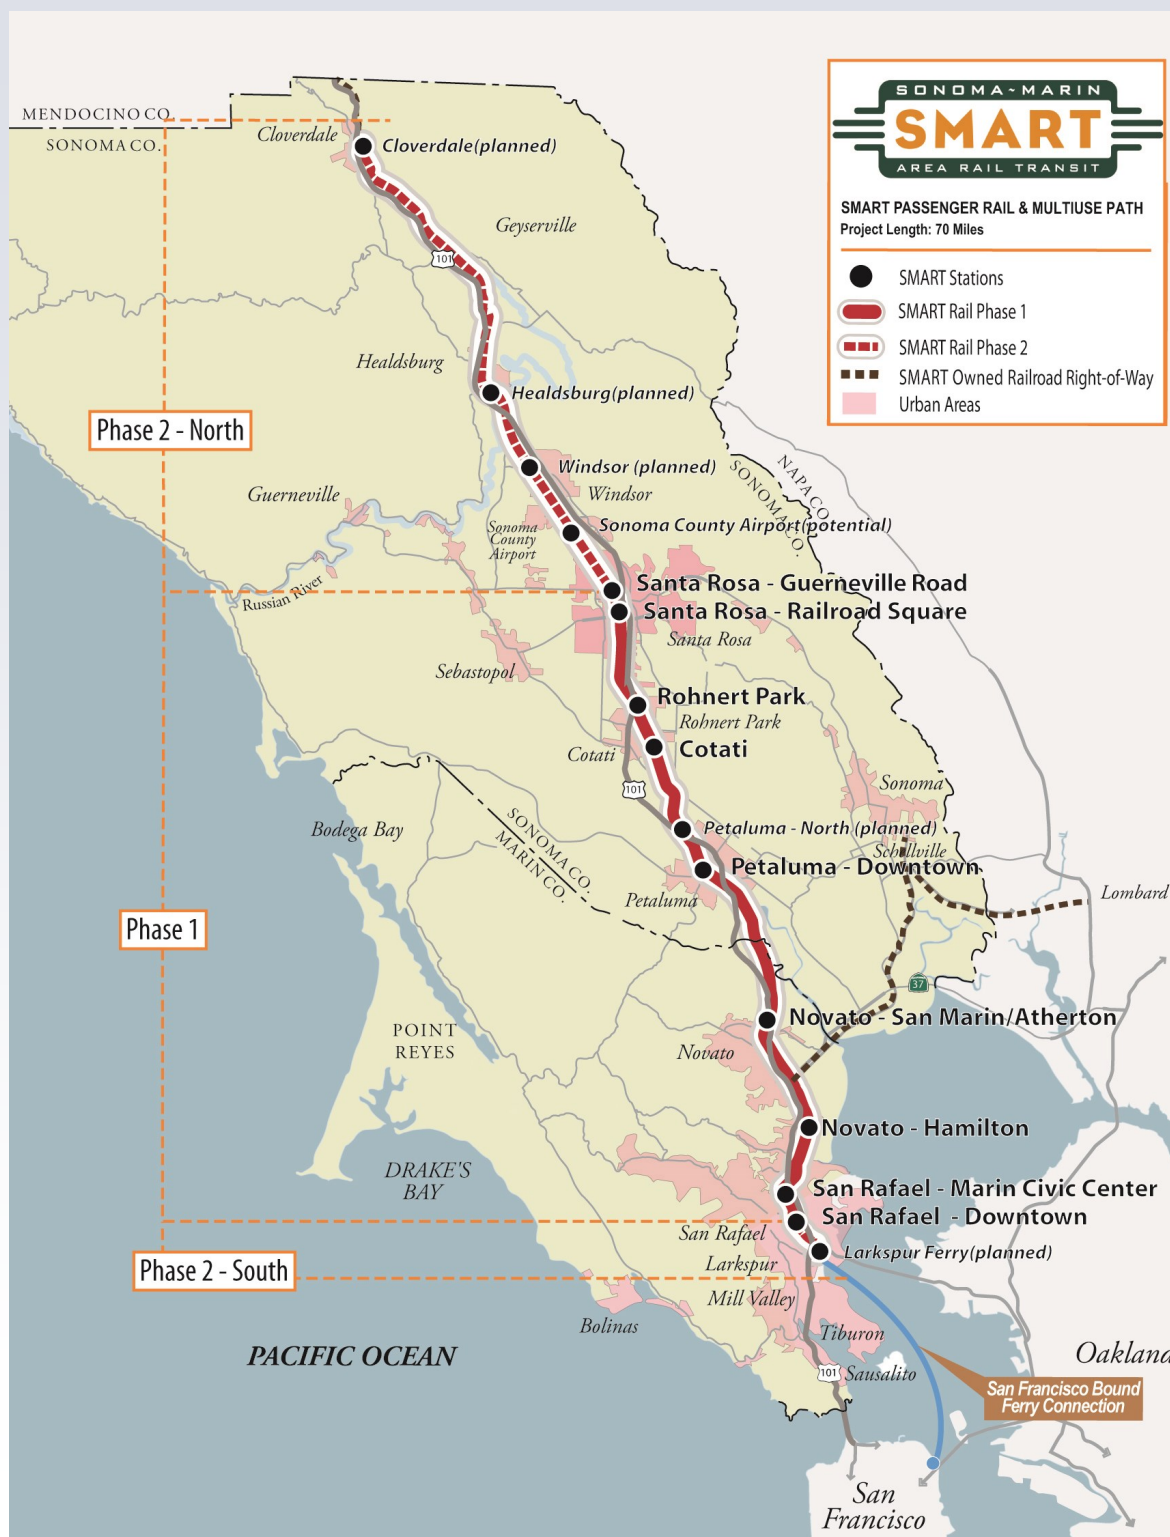 MENDOCINO CO.
SONOMA CO.
Cloverdale
Cloverdale(planned)
Geyserville
101
Healdsburg
Healdsburg(planned)
Phase 2 - North
Windsor (planned)
Windsor
Guerneville
Sonoma
County
Airport
Sonoma County Airport(potential)
NAPA CO.
SONOMA CO.
Russian River
Santa Rosa - Guerneville Road
Santa Rosa - Railroad Square
Santa Rosa
Sebastopol
Rohnert Park
Rohnert Park
Cotati
Cotati
101
Sonoma
Bodega Bay
SONOMA CO.
MARIN CO.
Petaluma - North (planned)
Schellville
Petaluma - Downtown
Petaluma
Lombard
Phase 1
37
Novato - San Marin/Atherton
POINT
REYES
Novato
Novato - Hamilton
DRAKE'S
BAY
San Rafael - Marin Civic Center
San Rafael - Downtown
San Rafael
Larkspur Ferry(planned)
Larkspur
Phase 2 - South
Mill Valley
Bolinas
Tiburon
PACIFIC OCEAN
Oakland
101
Sausalito
San Francisco Bound
Ferry Connection
San
Francisco
SONOMA~MARIN
SMART
AREA RAIL TRANSIT
SMART PASSENGER RAIL & MULTIUSE PATH
Project Length: 70 Miles
SMART Stations
SMART Rail Phase 1
SMART Rail Phase 2
SMART Owned Railroad Right-of-Way
Urban Areas